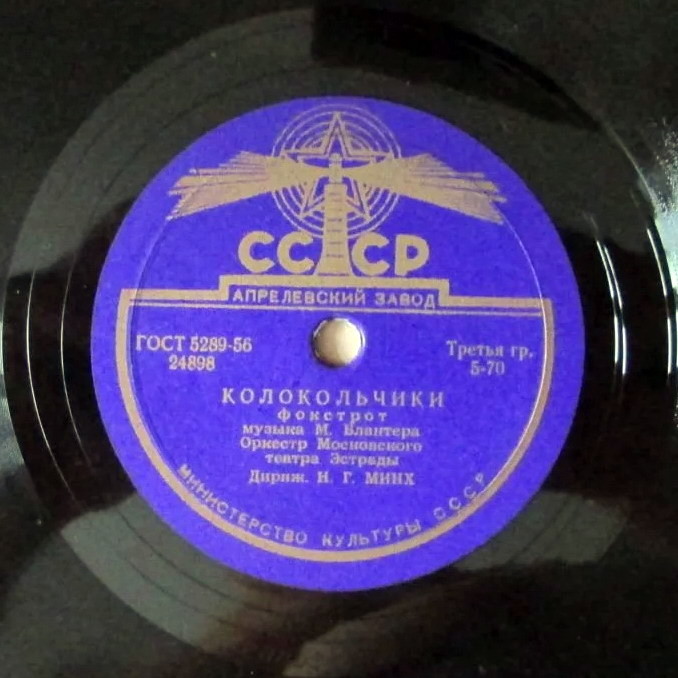 СССР
АПРЕЛЕВСКИЙ ЗАВОД
ГОСТ 5289-56
24898
Третья гр.
5-70
КОЛОКОЛЬЧИКИ
фокстрот
музыка М. Блантера
Оркестр Московского
театра Эстрады
Дириж. Н. Г. МИНХ
МИНИСТЕРСТВО КУЛЬТУРЫ СССР